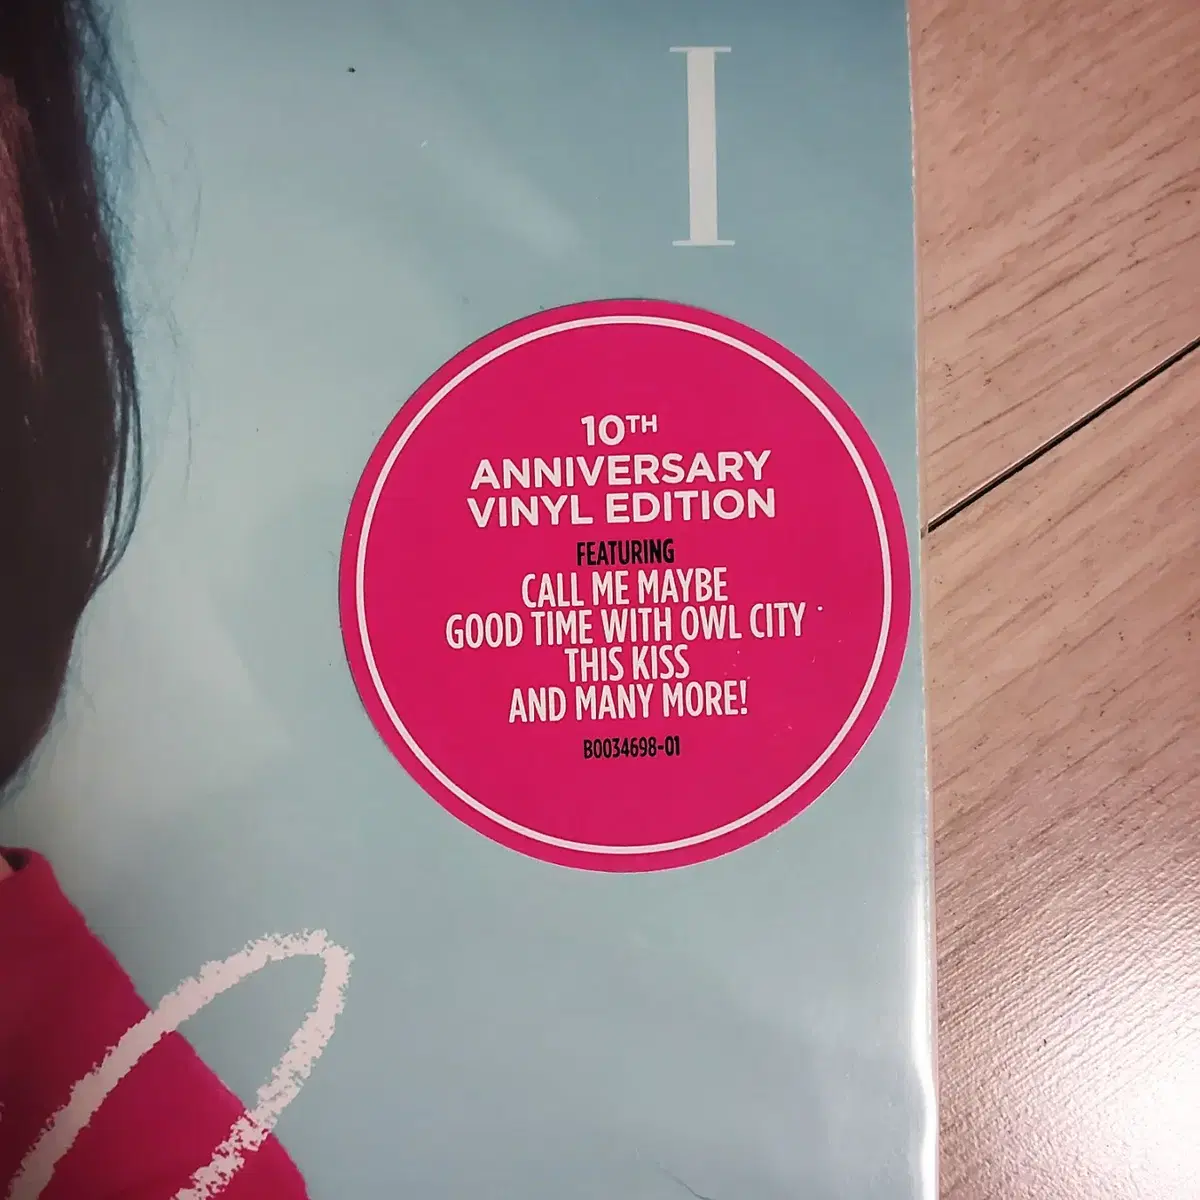 I
10TH
ANNIVERSARY
VINYL EDITION
FEATURING
CALL ME MAYBE
GOOD TIME WITH OWL CITY
THIS KISS
AND MANY MORE!
B0034698-01